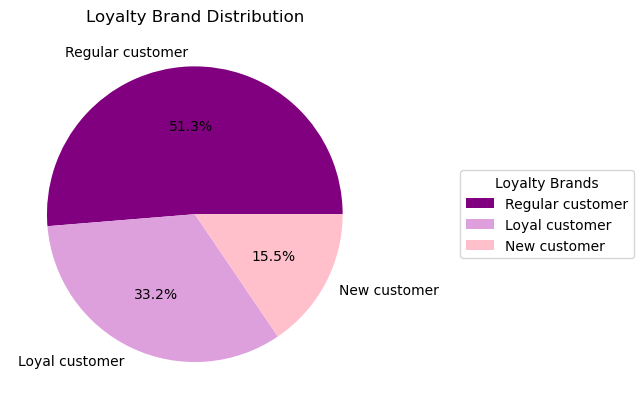 Loyalty Brand Distribution
Regular customer
51.3%
33.2%
15.5%
Loyal customer
New customer
Loyalty Brands
Regular customer
Loyal customer
New customer